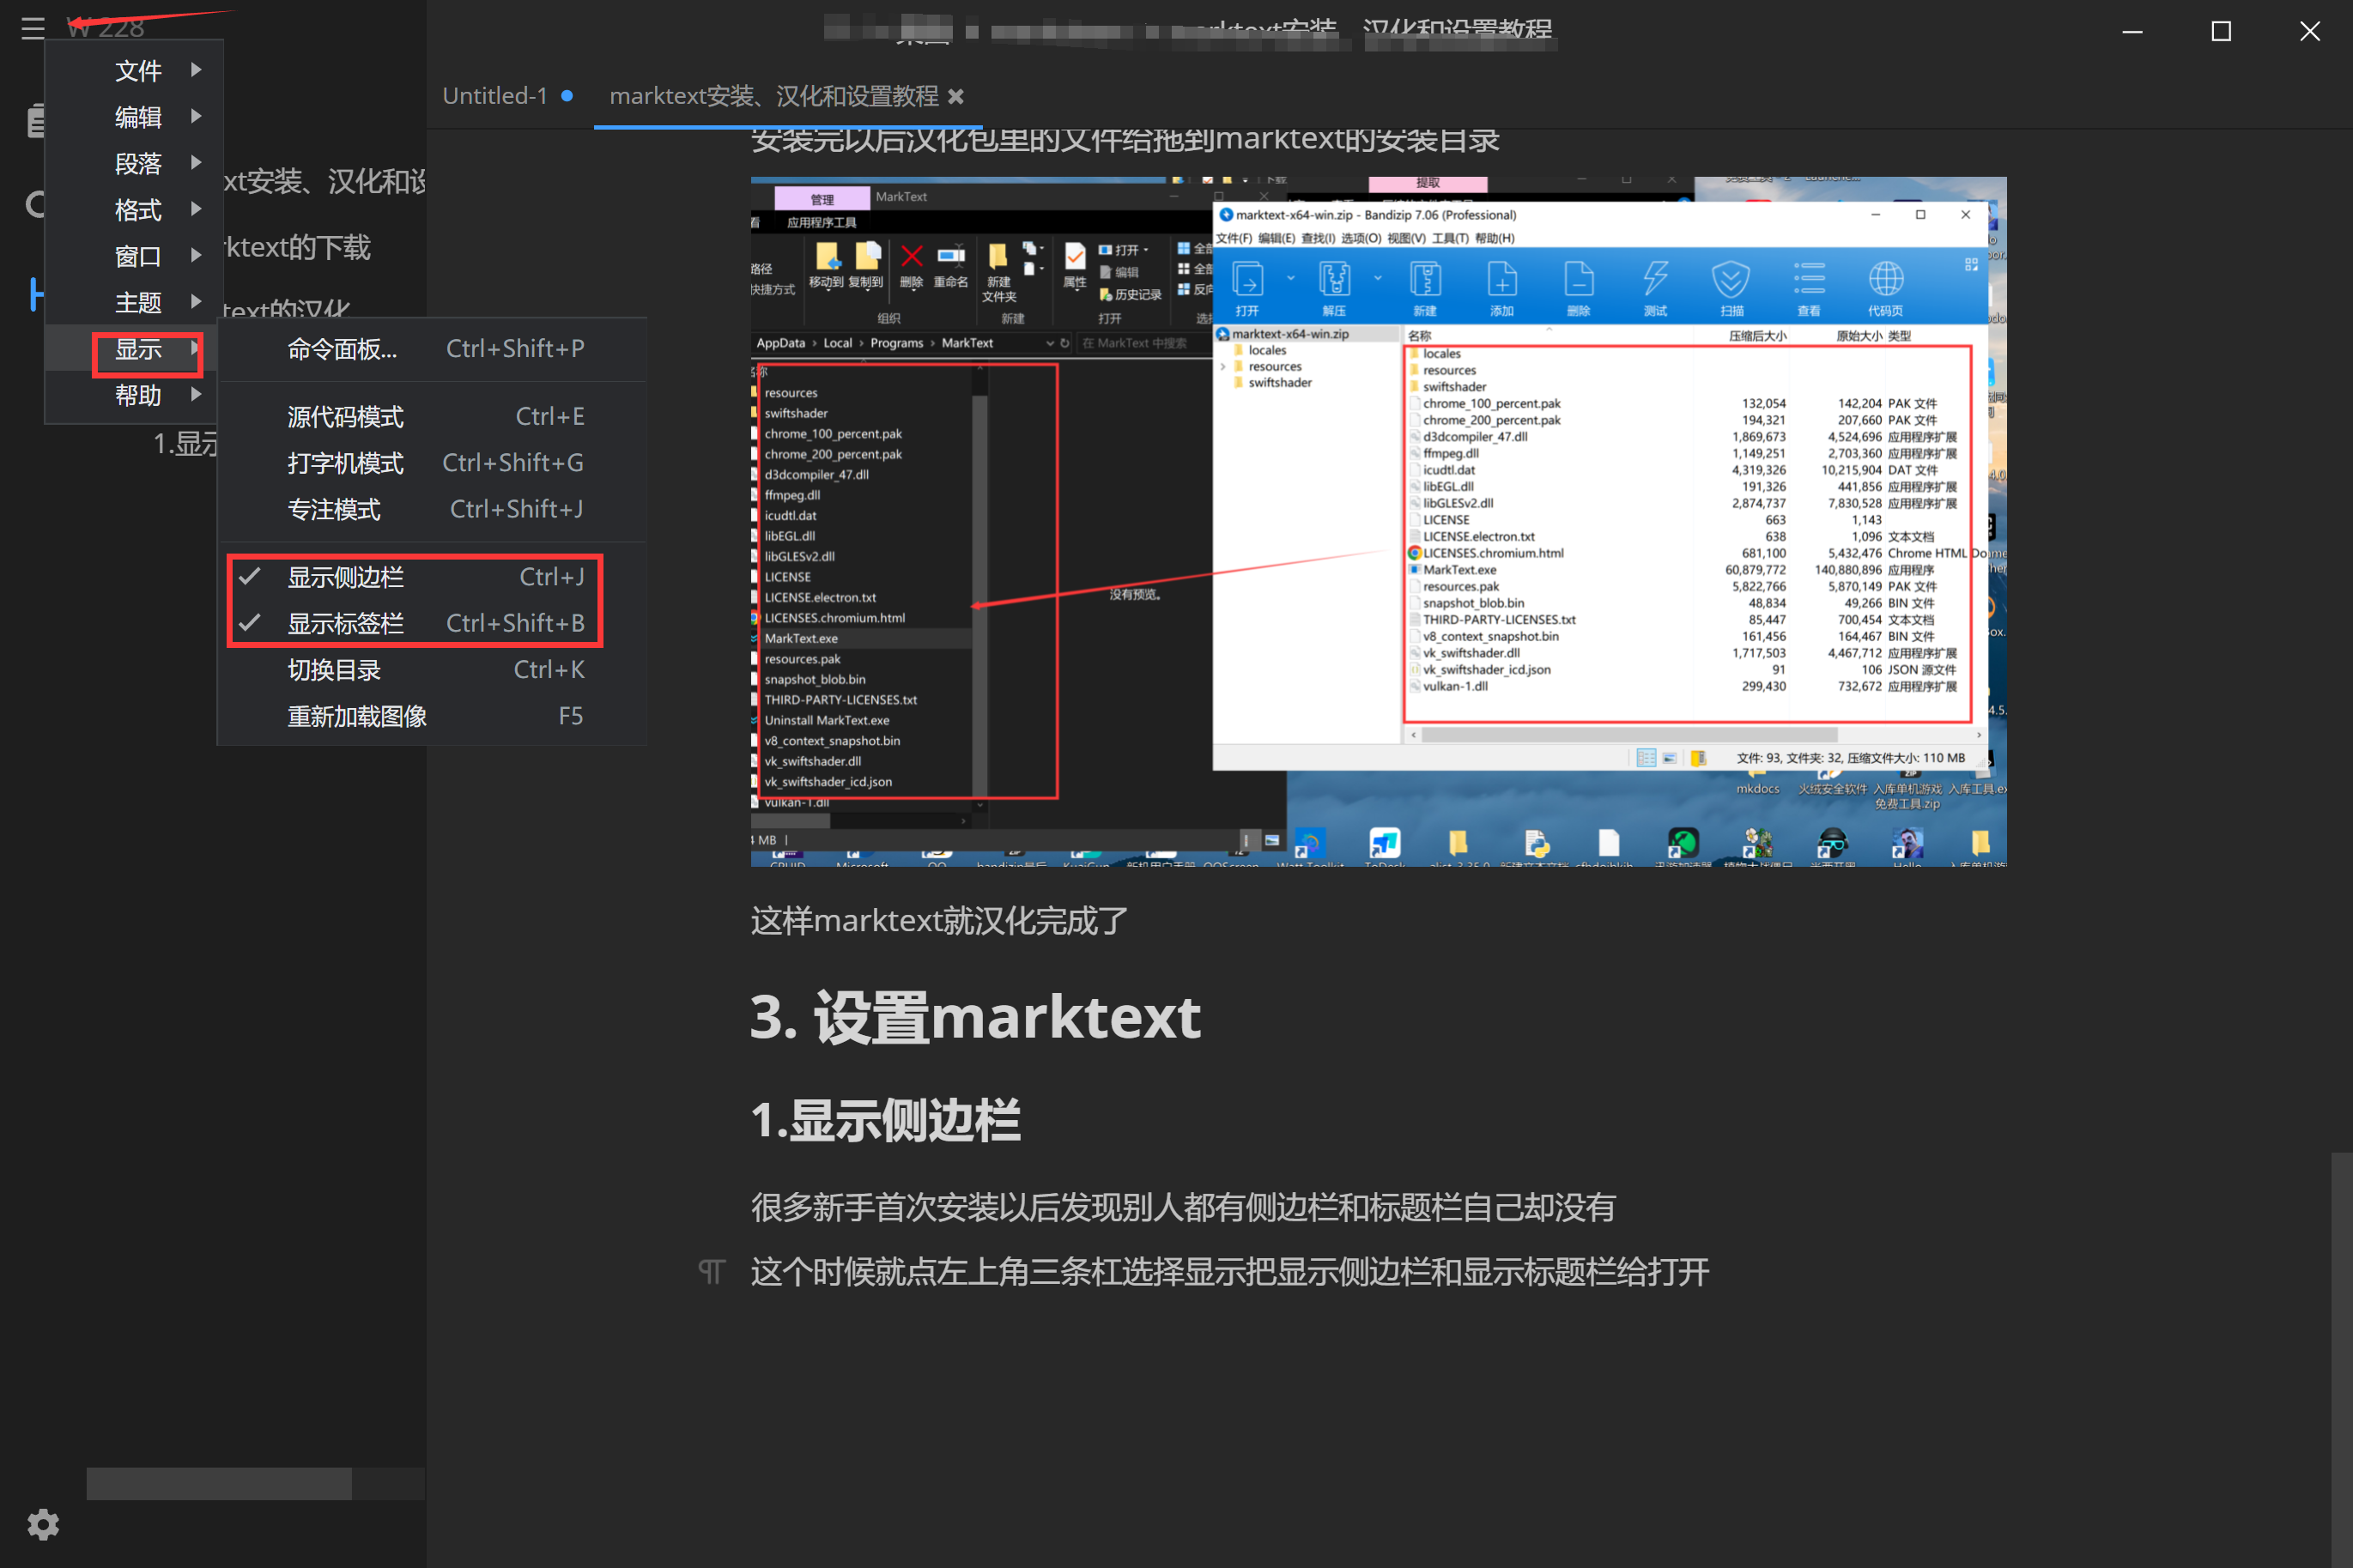 W 228
marktext安装、汉化和设置教程
Untitled-1
marktext安装、汉化和设置教程
文件
编辑
段落
格式
窗口
主题
显示
帮助
xt安装、汉化和设
ktext的下载
text的汉化
1.显示
命令面板... Ctrl+Shift+P
源代码模式 Ctrl+E
打字机模式 Ctrl+Shift+G
专注模式 Ctrl+Shift+J
显示侧边栏 Ctrl+J
显示标签栏 Ctrl+Shift+B
切换目录 Ctrl+K
重新加载图像 F5
安装完以后汉化包里的文件给拖到marktext的安装目录
管理 MarkText
应用程序工具
移动到 复制到 删除 重命名 新建文件夹 属性 打开 编辑 历史记录
组织 新建 打开
AppData Local Programs MarkText 在 MarkText 中搜索
resources
swiftshader
chrome_100_percent.pak
chrome_200_percent.pak
d3dcompiler_47.dll
ffmpeg.dll
icudtl.dat
libEGL.dll
libGLESv2.dll
LICENSE
LICENSE.electron.txt
LICENSES.chromium.html
MarkText.exe
resources.pak
snapshot_blob.bin
THIRD-PARTY-LICENSES.txt
Uninstall MarkText.exe
v8_context_snapshot.bin
vk_swiftshader.dll
vk_swiftshader_icd.json
vulkan-1.dll
没有预览。
提取
marktext-x64-win.zip - Bandizip 7.06 (Professional)
文件(F) 编辑(E) 查找(I) 选项(O) 视图(V) 工具(T) 帮助(H)
打开 解压 新建 添加 删除 测试 扫描 查看 代码页
marktext-x64-win.zip
locales
resources
swiftshader
名称 压缩后大小 原始大小 类型
locales
resources
swiftshader
chrome_100_percent.pak 132,054 142,204 PAK 文件
chrome_200_percent.pak 194,321 207,660 PAK 文件
d3dcompiler_47.dll 1,869,673 4,524,696 应用程序扩展
ffmpeg.dll 1,149,251 2,703,360 应用程序扩展
icudtl.dat 4,319,326 10,215,904 DAT 文件
libEGL.dll 191,326 441,856 应用程序扩展
libGLESv2.dll 2,874,737 7,830,528 应用程序扩展
LICENSE 663 1,143
LICENSE.electron.txt 638 1,096 文本文档
LICENSES.chromium.html 681,100 5,432,476 Chrome HTML Do
MarkText.exe 60,879,772 140,880,896 应用程序
resources.pak 5,822,766 5,870,149 PAK 文件
snapshot_blob.bin 48,834 49,266 BIN 文件
THIRD-PARTY-LICENSES.txt 85,447 700,454 文本文档
v8_context_snapshot.bin 161,456 164,467 BIN 文件
vk_swiftshader.dll 1,717,503 4,467,712 应用程序扩展
vk_swiftshader_icd.json 91 106 JSON 源文件
vulkan-1.dll 299,430 732,672 应用程序扩展
文件: 93, 文件夹: 32, 压缩文件大小: 110 MB
mkdocs 火绒安全软件 入库单机游戏 入库工具.ex
免费工具.zip
这样marktext就汉化完成了
3. 设置marktext
1.显示侧边栏
很多新手首次安装以后发现别人都有侧边栏和标题栏自己却没有
这个时候就点左上角三条杠选择显示把显示侧边栏和显示标题栏给打开